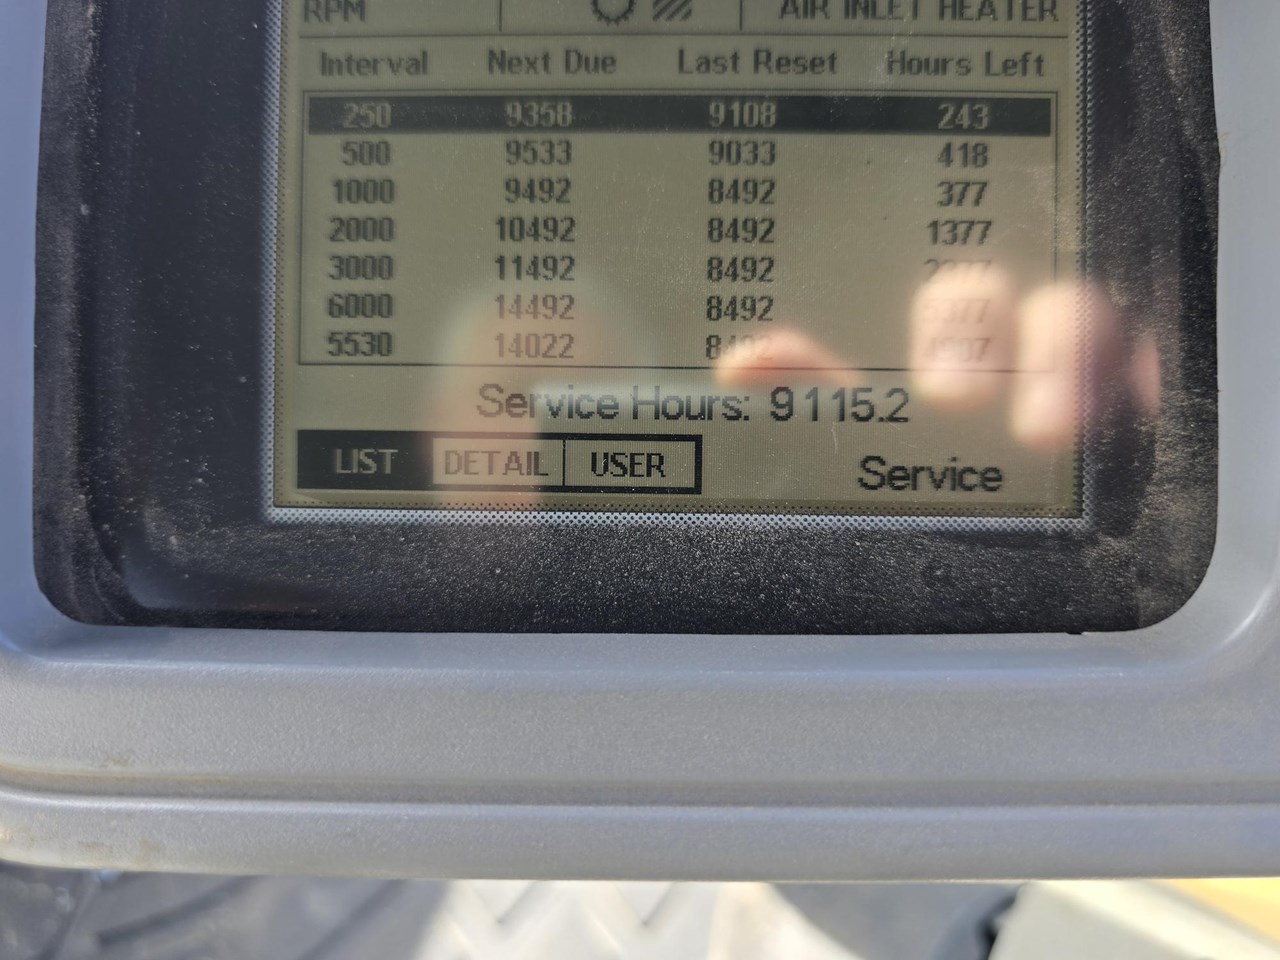 RPM AIR INLET HEATER
Interval Next Due Last Reset Hours Left
250 9358 9108 243
500 9533 9033 418
1000 9492 8492 377
2000 10492 8492 1377
3000 11492 8492
6000 14492 8492
5530 14022
Service Hours: 9115.2
LIST DETAIL USER Service